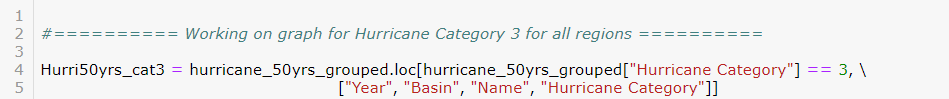 1
2 #========== Working on graph for Hurricane Category 3 for all regions ==========
3
4 Hurri50yrs_cat3 = hurricane_50yrs_grouped.loc[hurricane_50yrs_grouped["Hurricane Category"] == 3, \
5 ["Year", "Basin", "Name", "Hurricane Category"]]